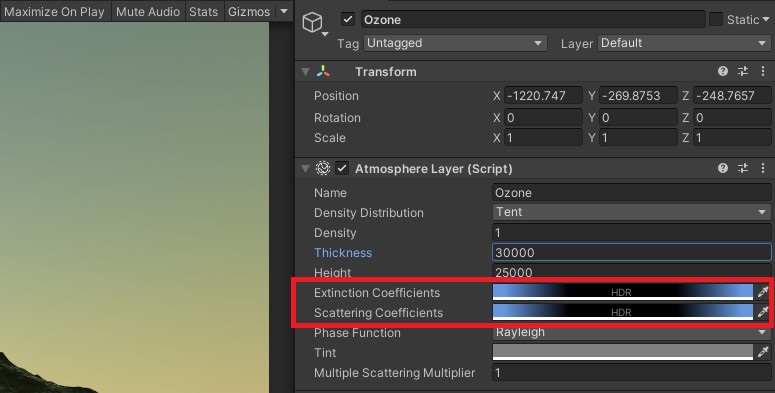 Maximize On Play Mute Audio Stats Gizmos
Ozone Static
Tag Untagged Layer Default
Transform
Position X -1220.747 Y -269.8753 Z -248.7657
Rotation X 0 Y 0 Z 0
Scale X 1 Y 1 Z 1
Atmosphere Layer (Script)
Name Ozone
Density Distribution Tent
Density 1
Thickness 30000
Height 25000
Extinction Coefficients HDR
Scattering Coefficients HDR
Phase Function Rayleigh
Tint
Multiple Scattering Multiplier 1